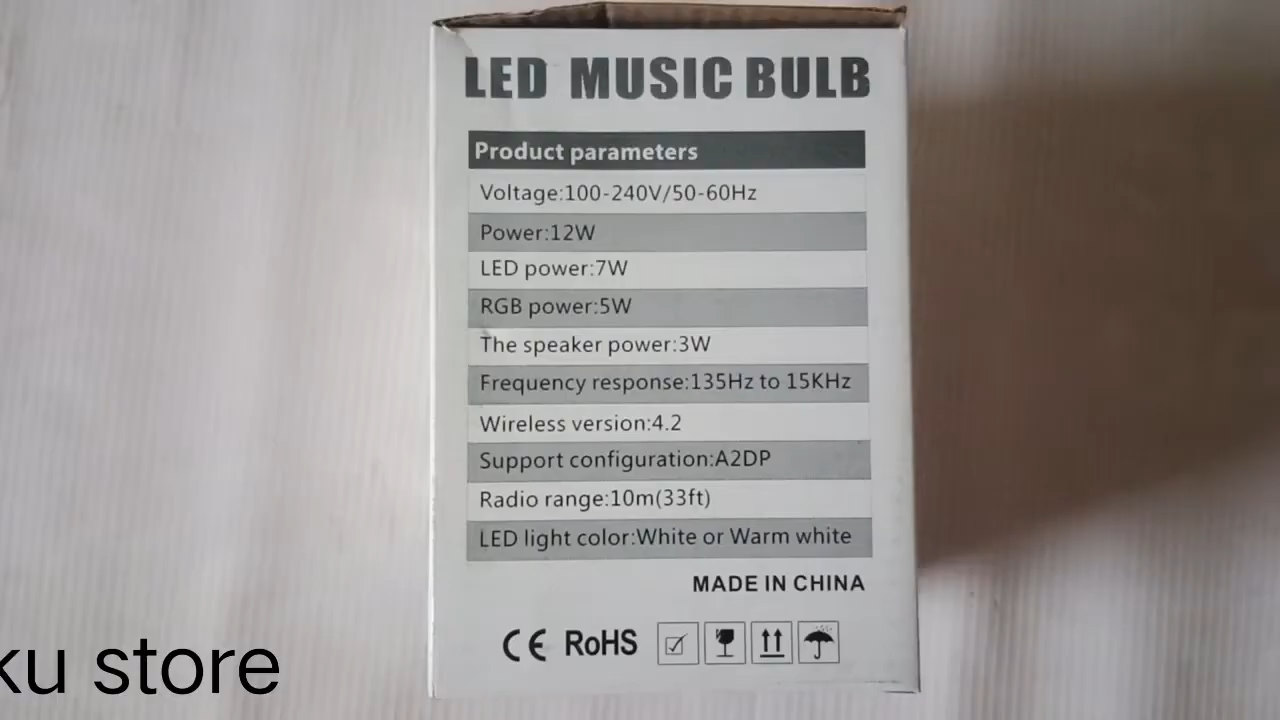 LED MUSIC BULB
Product parameters
Voltage:100-240V/50-60Hz
Power:12W
LED power:7W
RGB power:5W
The speaker power:3W
Frequency response:135Hz to 15KHz
Wireless version:4.2
Support configuration:A2DP
Radio range:10m(33ft)
LED light color:White or Warm white
MADE IN CHINA
CE RoHS
ku store